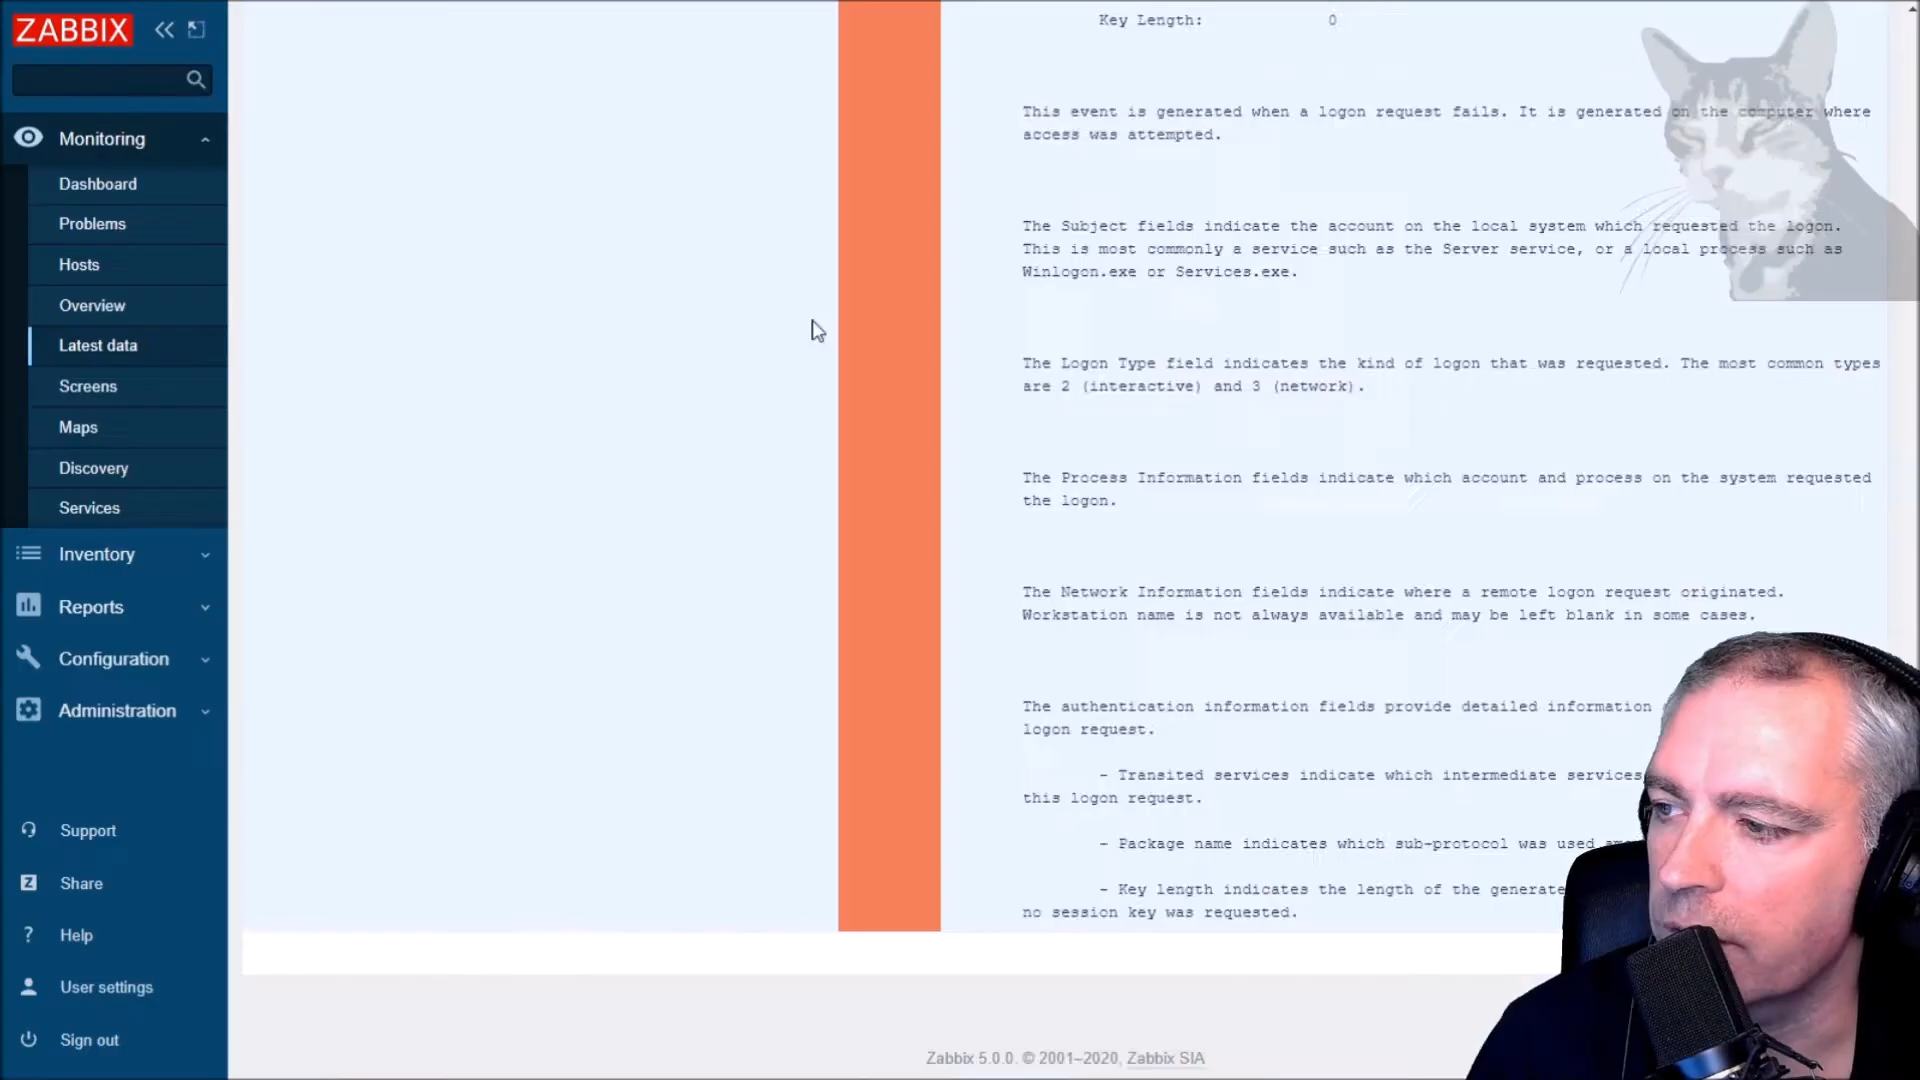 ZABBIX
Monitoring
Dashboard
Problems
Hosts
Overview
Latest data
Screens
Maps
Discovery
Services
Inventory
Reports
Configuration
Administration
Support
Z Share
? Help
User settings
Sign out
Key Length: 0
This event is generated when a logon request fails. It is generated on the computer where
access was attempted.
The Subject fields indicate the account on the local system which requested the logon.
This is most commonly a service such as the Server service, or a local process such as
Winlogon.exe or Services.exe.
The Logon Type field indicates the kind of logon that was requested. The most common types
are 2 (interactive) and 3 (network).
The Process Information fields indicate which account and process on the system requested
the logon.
The Network Information fields indicate where a remote logon request originated.
Workstation name is not always available and may be left blank in some cases.
The authentication information fields provide detailed information
logon request.
- Transited services indicate which intermediate services
this logon request.
- Package name indicates which sub-protocol was used
- Key length indicates the length of the
no session key was requested.
Zabbix 5.0.0. © 2001–2020, Zabbix SIA